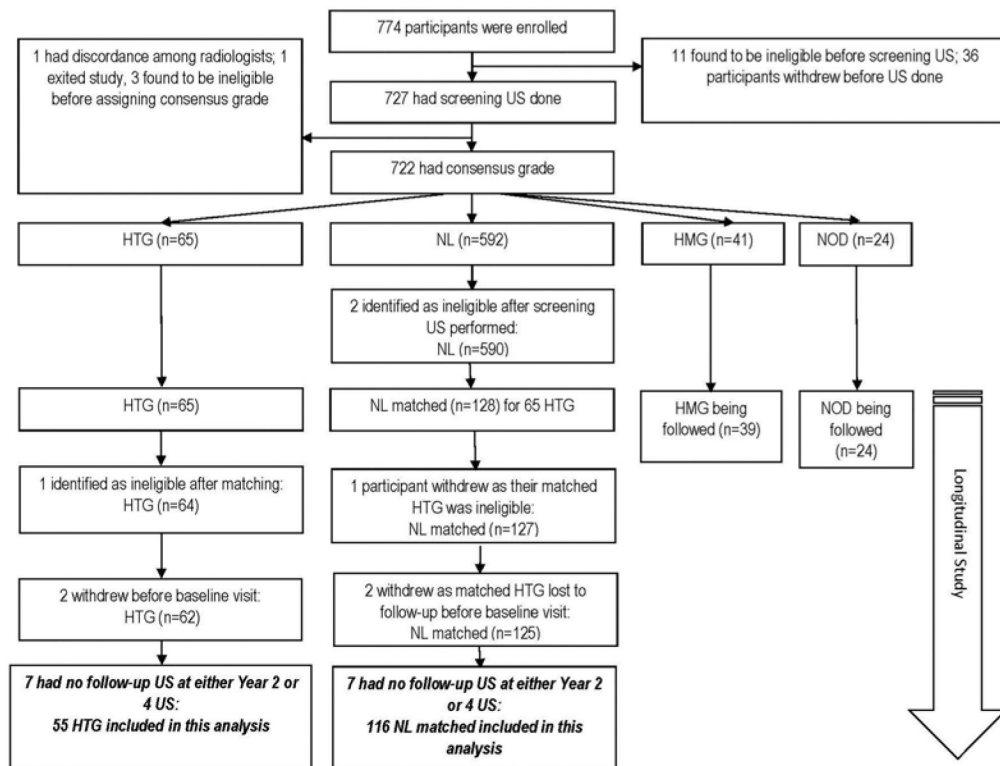 774 participants were enrolled
1 had discordance among radiologists; 1
exited study, 3 found to be ineligible
before assigning consensus grade
11 found to be ineligible before screening US; 36
participants withdrew before US done
727 had screening US done
722 had consensus grade
HTG (n=65)
NL (n=592)
HMG (n=41)
NOD (n=24)
2 identified as ineligible after screening
US performed:
NL (n=590)
HTG (n=65)
NL matched (n=128) for 65 HTG
HMG being
followed (n=39)
NOD being
followed
(n=24)
1 identified as ineligible after matching:
HTG (n=64)
1 participant withdrew as their matched
HTG was ineligible:
NL matched (n=127)
2 withdrew before baseline visit:
HTG (n=62)
2 withdrew as matched HTG lost to
follow-up before baseline visit:
NL matched (n=125)
7 had no follow-up US at either Year 2 or
4 US:
55 HTG included in this analysis
7 had no follow-up US at either Year 2
or 4 US:
116 NL matched included in this
analysis
Longitudinal Study